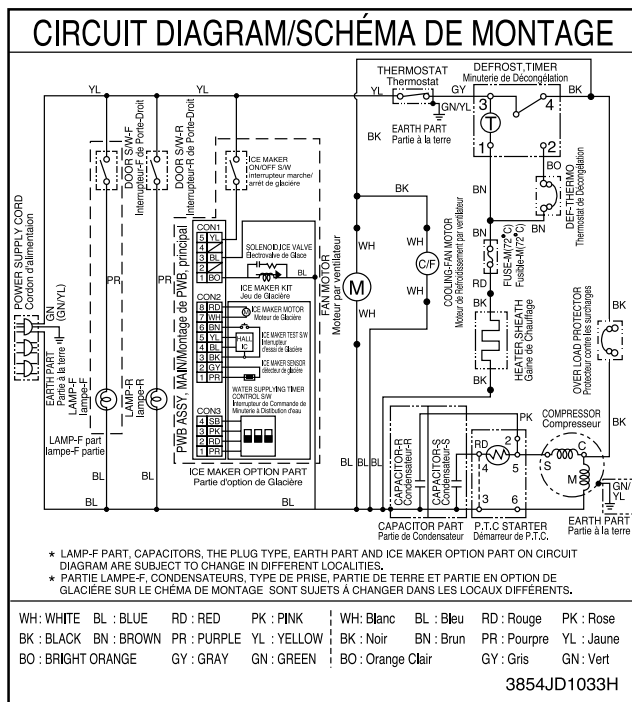 CIRCUIT DIAGRAM/SCHÉMA DE MONTAGE
THERMOSTAT
Thermostat
DEFROST,TIMER
Minuterie de Décongélation
YL
YL
YL
GY
3
4
BK
GN/YL
T
EARTH PART
Partie à la terre
1
2
BK
BO
DOOR S/W-F
Interrupteur-F de Porte-Droit
DOOR S/W-R
Interrupteur-R de Porte-Droit
ICE MAKER
ON/OFF S/W
interrupteur marche/
arrêt de glacière
BK
BN
DEF-THERMO
Thermostat de Décongélation
BN
BN
POWER SUPPLY CORD
Cordon d'alimentaion
GN
(GN/YL)
EARTH PART
Partie à la terre
PR
PR
PWB ASSY, MAIN/Montage de PWB, principal
CON1
5 YL
4
3 BL
2
1 BO
SOLENOID,ICE VALVE
Électrovalve de Glace
BL
ICE MAKER KIT
Jeu de Glacière
CON2
8 RD
7 WH
6 BN
5 YL
4 BL
3 BK
2 GY
1 PR
M
ICE MAKER MOTOR
Moteur de Glacière
HALL
IC
ICE MAKER TEST S/W
Interrupteur
d'essai de glacière
ICE MAKER SENSOR
détecteur de glacière
WATER SUPPLYING TIMER
CONTROL S/W
Interrupteur de Commande de
Minuterie à Distibution d'eau
CON3
4 SB
3 PK
2 RD
1 PR
ICE MAKER OPTION PART
Partie d'option de Glacière
FAN MOTOR
Moteur par ventilateur
WH
M
WH
WH
C/F
WH
COOLING-FAN MOTOR
Moteur de Refroidissement par ventilateur
FUSE-M(72°C)
Fusible-M(72°C)
RD
BK
HEATER SHEATH
Gaine de Chauffage
BK
BK
OVER LOAD PROTECTOR
Protecteur contre les surcharges
BK
LAMP-F
lampe-F
LAMP-R
lampe-R
LAMP-F part
lampe-F partie
BL
BL
BL
BL
BL
BL
CAPACITOR-R
Condensateur-R
CAPACITOR-S
Condensateur-S
PK
RD
2
4
5
3
6
COMPRESSOR
Compresseur
S
C
M
GN/
YL
CAPACITOR PART
Partie de Condensateur
P.T.C STARTER
Démarreur de P.T.C.
EARTH PART
Partie à la terre
* LAMP-F PART, CAPACITORS, THE PLUG TYPE, EARTH PART AND ICE MAKER OPTION PART ON CIRCUIT
DIAGRAM ARE SUBJECT TO CHANGE IN DIFFERENT LOCALITIES.
* PARTIE LAMPE-F, CONDENSATEURS, TYPE DE PRISE, PARTIE DE TERRE ET PARTIE EN OPTION DE
GLACIÉRE SUR LE CHÉMA DE MONTAGE SONT SUJETS Á CHANGER DANS LES LOCAUX DIFFÉRENTS.
WH: WHITE BL : BLUE RD : RED PK : PINK WH: Blanc BL : Bleu RD : Rouge PK : Rose
BK : BLACK BN : BROWN PR : PURPLE YL : YELLOW BK : Noir BN : Brun PR : Pourpre YL : Jaune
BO : BRIGHT ORANGE GY : GRAY GN : GREEN BO : Orange Clair GY : Gris GN : Vert
3854JD1033H